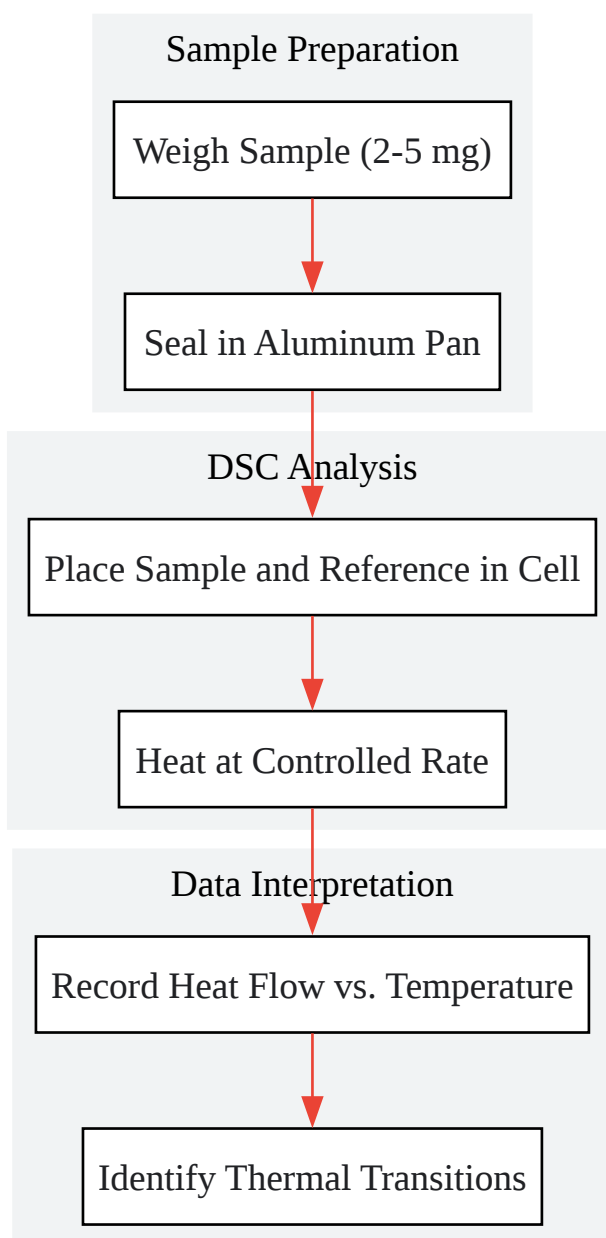 Sample Preparation
Weigh Sample (2-5 mg)
Seal in Aluminum Pan
DSC Analysis
Place Sample and Reference in Cell
Heat at Controlled Rate
Data Interpretation
Record Heat Flow vs. Temperature
Identify Thermal Transitions